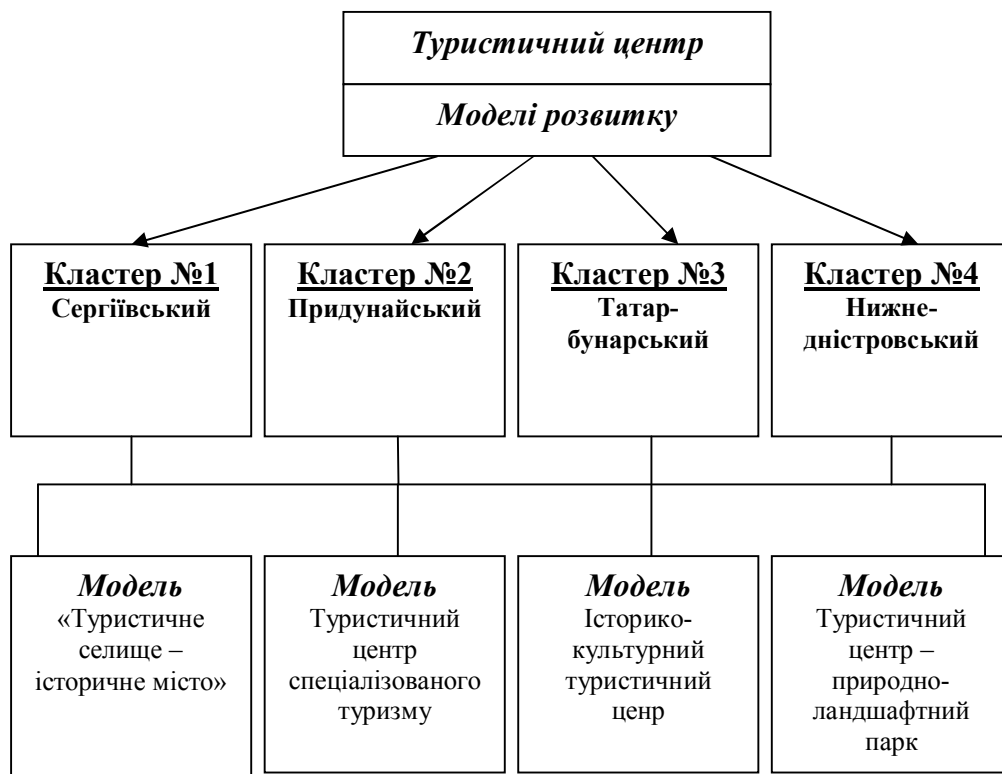 Туристичний центр
Моделі розвитку
Кластер №1
Сергіївський
Кластер №2
Придунайський
Кластер №3
Татар-
бунарський
Кластер №4
Нижне-
дністровський
Модель
«Туристичне
селище –
історичне місто»
Модель
Туристичний
центр
спеціалізованого
туризму
Модель
Історико-
культурний
туристичний
ценр
Модель
Туристичний
центр –
природно-
ландшафтний
парк